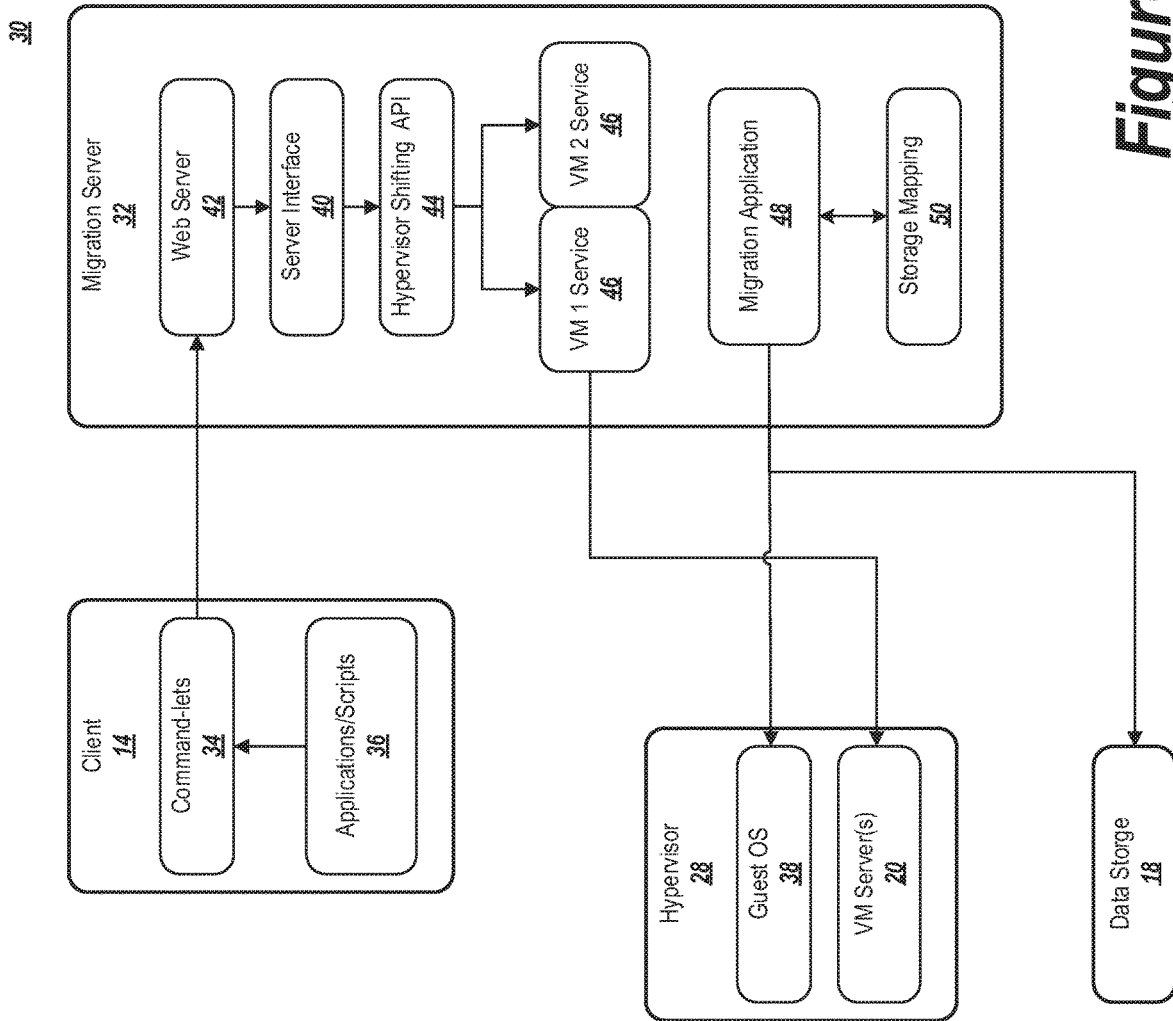 30
Client
14
Command-lets
34
Applications/Scripts
36
Migration Server
32
Web Server
42
Server Interface
40
Hypervisor Shifting API
44
VM 1 Service
46
VM 2 Service
46
Migration Application
48
Storage Mapping
50
Hypervisor
28
Guest OS
38
VM Server(s)
20
Data Storge
18
Figur